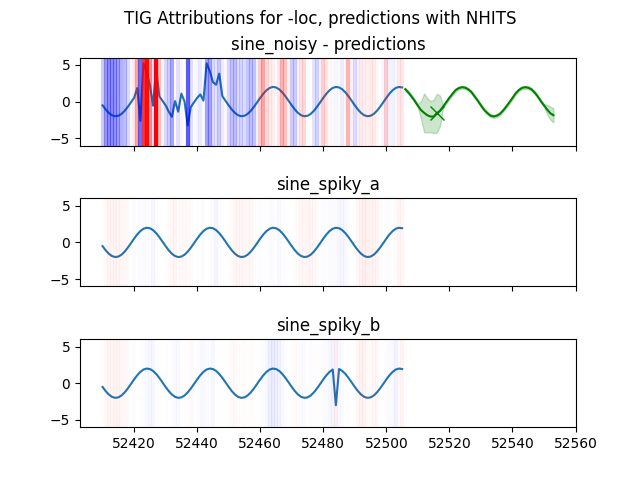 TIG Attributions for -loc, predictions with NHITS
sine_noisy - predictions
5
0
−5
sine_spiky_a
5
0
−5
sine_spiky_b
5
0
−5
52420 52440 52460 52480 52500 52520 52540 52560